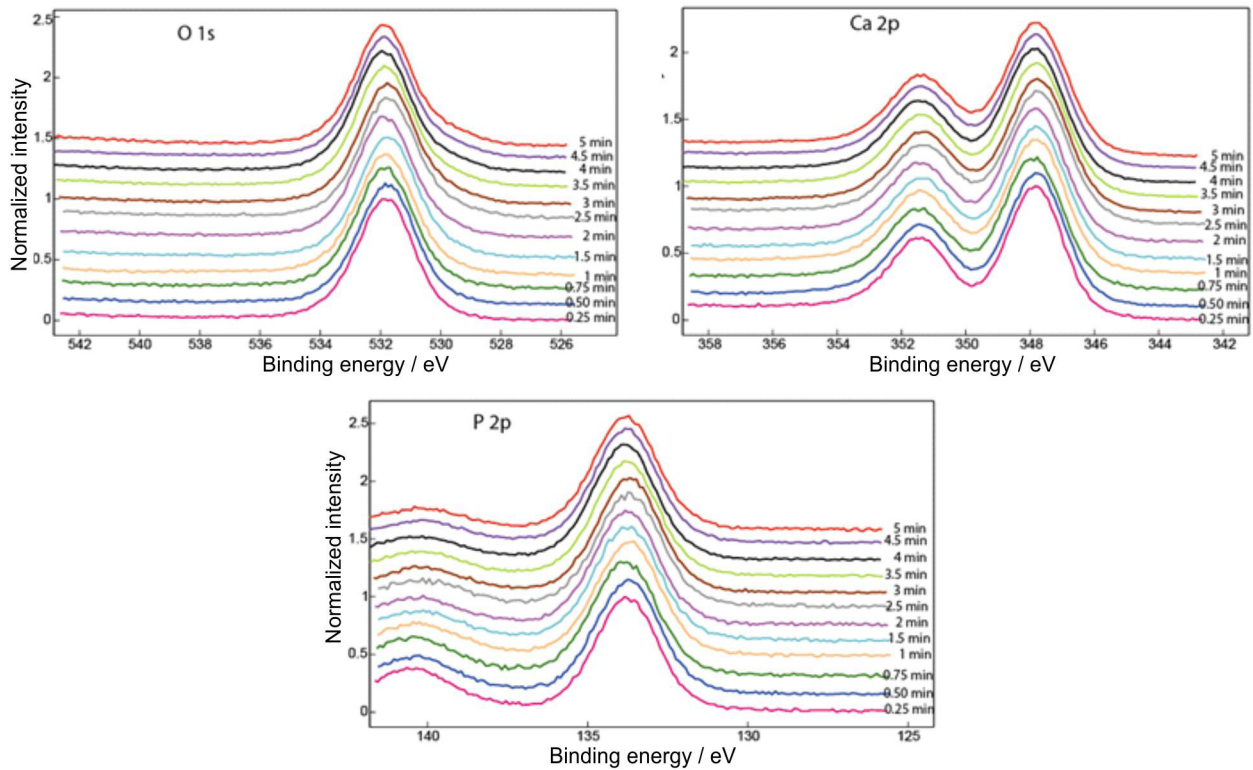 O 1s
Normalized intensity
2.5
2
1.5
1
0.5
0
5 min
4.5 min
4 min
3.5 min
3 min
2.5 min
2 min
1.5 min
1 min
0.75 min
0.50 min
0.25 min
542 540 538 536 534 532 530 528 526
Binding energy / eV
Ca 2p
2
1.5
1
0.5
0
5 min
4.5 min
4 min
3.5 min
3 min
2.5 min
2 min
1.5 min
1 min
0.75 min
0.50 min
0.25 min
358 356 354 352 350 348 346 344 342
Binding energy / eV
P 2p
Normalized intensity
2.5
2
1.5
1
0.5
0
5 min
4.5 min
4 min
3.5 min
3 min
2.5 min
2 min
1.5 min
1 min
0.75 min
0.50 min
0.25 min
140 135 130 125
Binding energy / eV